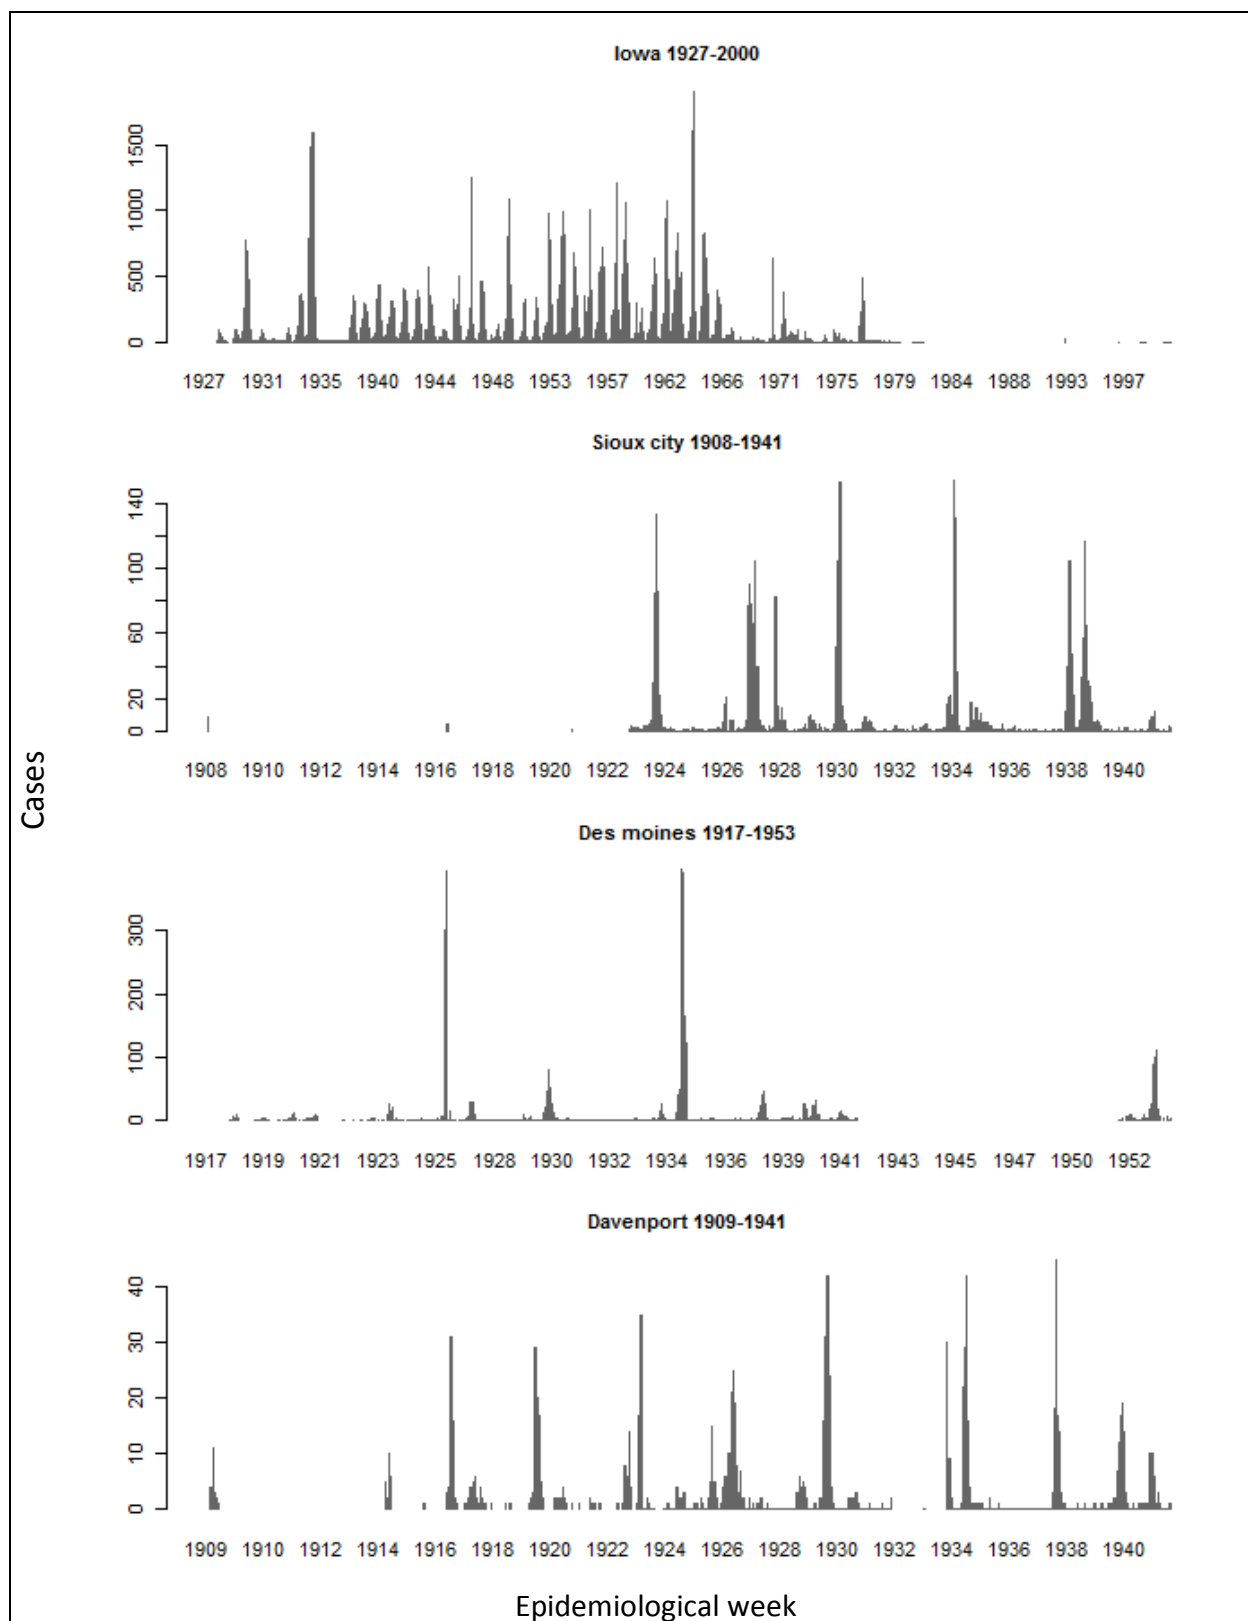 Iowa 1927-2000
1500
1000
500
0
1927 1931 1935 1940 1944 1948 1953 1957 1962 1966 1971 1975 1979 1984 1988 1993 1997
Sioux city 1908-1941
140
100
60
20
0
1908 1910 1912 1914 1916 1918 1920 1922 1924 1926 1928 1930 1932 1934 1936 1938 1940
Cases
Des moines 1917-1953
300
200
100
0
1917 1919 1921 1923 1925 1928 1930 1932 1934 1936 1939 1941 1943 1945 1947 1950 1952
Davenport 1909-1941
40
30
20
10
0
1909 1910 1912 1914 1916 1918 1920 1922 1924 1926 1928 1930 1932 1934 1936 1938 1940
Epidemiological week